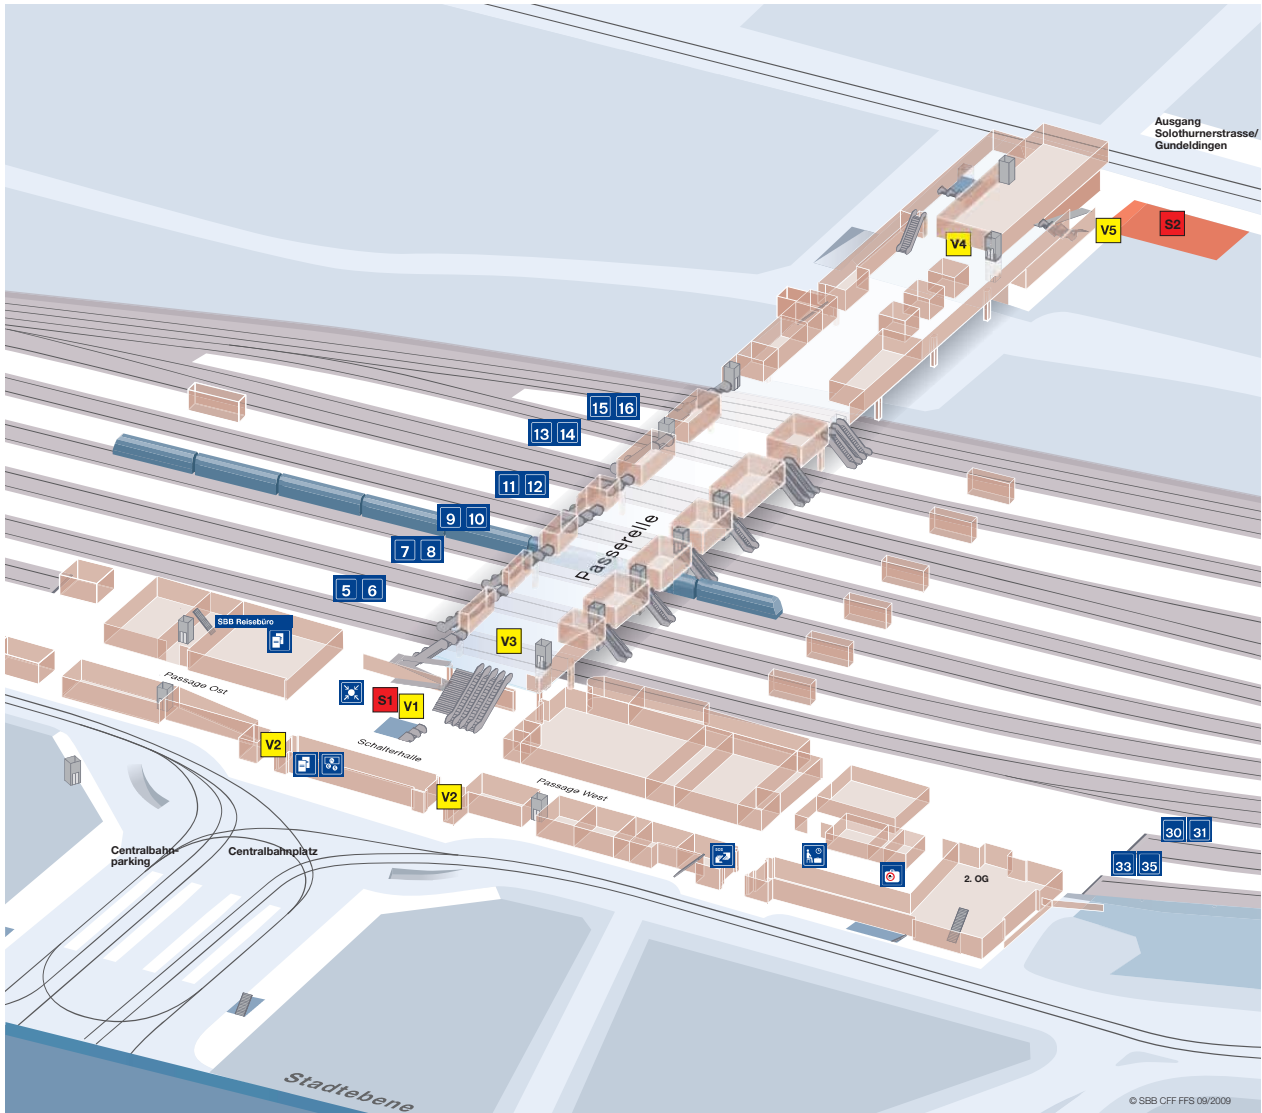 Ausgang
Solothurnerstrasse/
Gundeldingen
S2
V5
V4
15 16
13 14
11 12
9 10
7 8
5 6
Passerelle
SBB Reisebüro
V3
Passage Ost
S1
V1
V2
Schalterhalle
V2
Passage West
30 31
33 35
2. OG
Centralbahn-
parking
Centralbahnplatz
Stadtebene
© SBB CFF FFS 09/2009